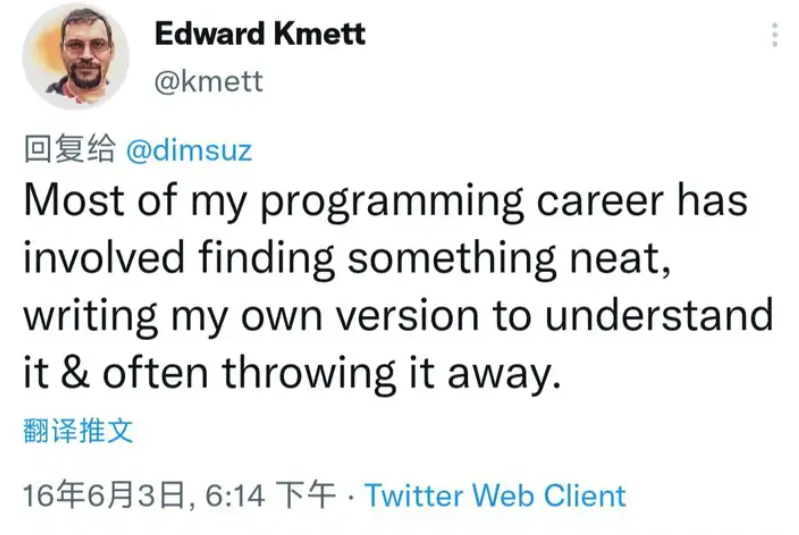 Edward Kmett
@kmett
回复给 @dimsuz
Most of my programming career has
involved finding something neat,
writing my own version to understand
it & often throwing it away.
翻译推文
16年6月3日, 6:14 下午 · Twitter Web Client